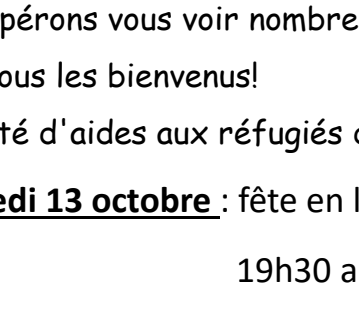 pérons vous voir nombre
ous les bienvenus!
té d'aides aux réfugiés
edi 13 octobre : fête en l
19h30 a